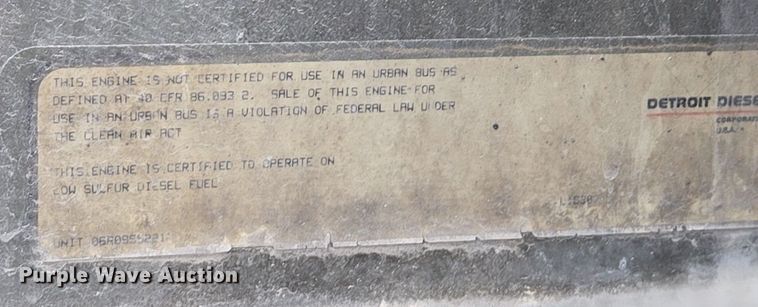 THIS ENGINE IS NOT CERTIFIED FOR USE IN AN URBAN BUS AS
DEFINED AT 40 CFR 86.093 2. SALE OF THIS ENGINE FOR
USE IN AN URBAN BUS IS A VIOLATION OF FEDERAL LAW UNDER
THE CLEAN AIR ACT
DETROIT DIESE
CORPORA
U.S.A.
THIS ENGINE IS CERTIFIED TO OPERATE ON
LOW SULFUR DIESEL FUEL
UNIT
Purple Wave Auction